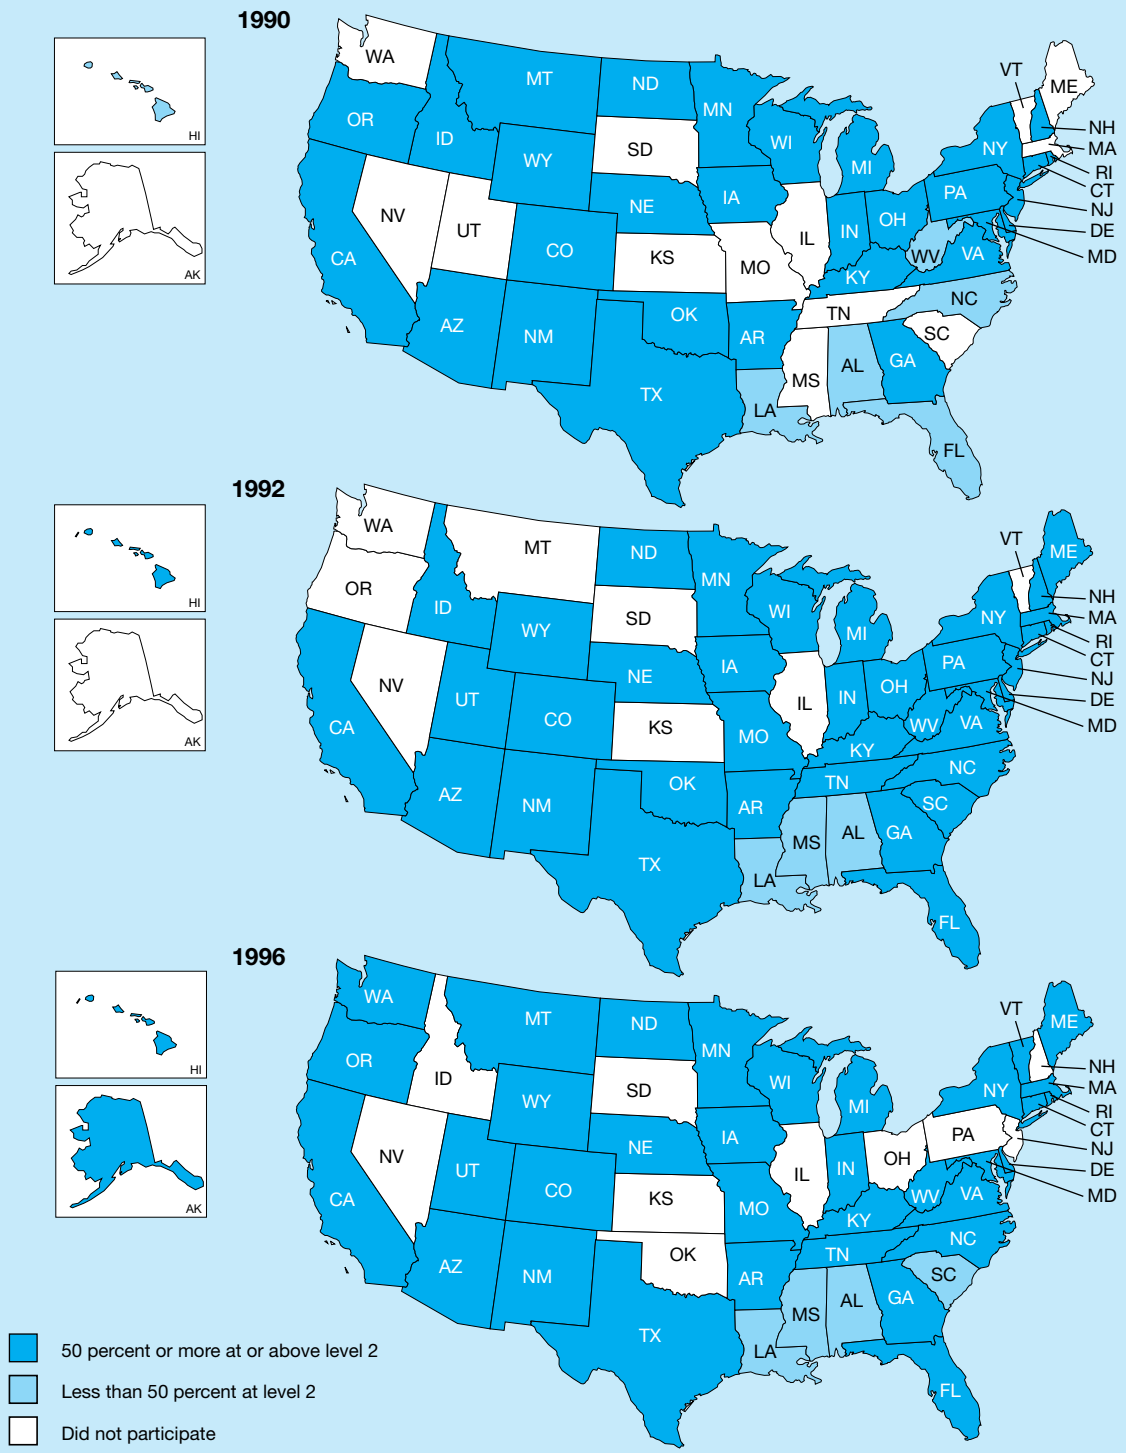 1990
HI
AK
WA
MT
ND
MN
VT
ME
OR
ID
WY
SD
WI
MI
NY
NH
MA
RI
CT
NJ
DE
MD
NV
UT
CO
NE
IA
IL
IN
OH
PA
CA
KS
MO
KY
WV
VA
AZ
NM
OK
AR
TN
NC
SC
TX
LA
MS
AL
GA
FL
1992
HI
AK
WA
MT
ND
MN
VT
ME
OR
ID
WY
SD
WI
MI
NY
NH
MA
RI
CT
NJ
DE
MD
NV
UT
CO
NE
IA
IL
IN
OH
PA
CA
KS
MO
KY
WV
VA
AZ
NM
OK
AR
TN
NC
SC
TX
LA
MS
AL
GA
FL
1996
HI
AK
WA
MT
ND
MN
VT
ME
OR
ID
WY
SD
WI
MI
NY
NH
MA
RI
CT
NJ
DE
MD
NV
UT
CO
NE
IA
IL
IN
OH
PA
CA
KS
MO
KY
WV
VA
AZ
NM
OK
AR
TN
NC
SC
TX
LA
MS
AL
GA
FL
50 percent or more at or above level 2
Less than 50 percent at level 2
Did not participate